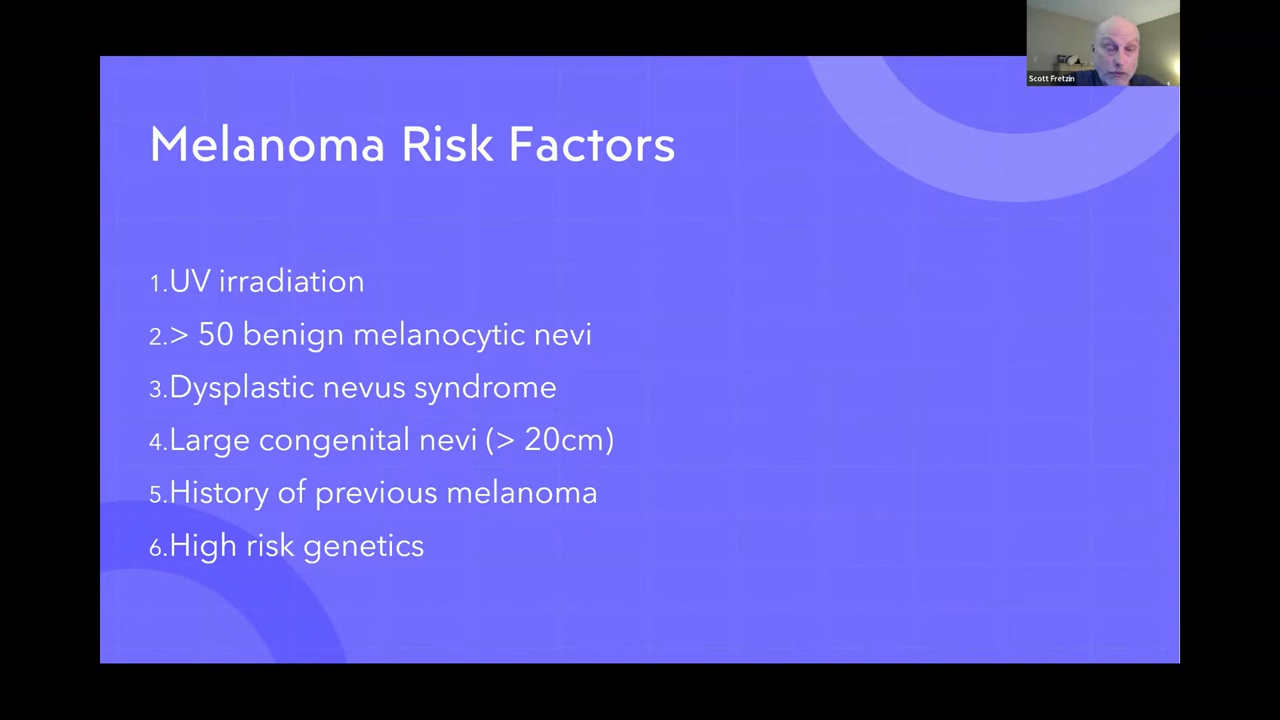 Scott Fretzin
Melanoma Risk Factors
1.UV irradiation
2.> 50 benign melanocytic nevi
3.Dysplastic nevus syndrome
4.Large congenital nevi (> 20cm)
5.History of previous melanoma
6.High risk genetics